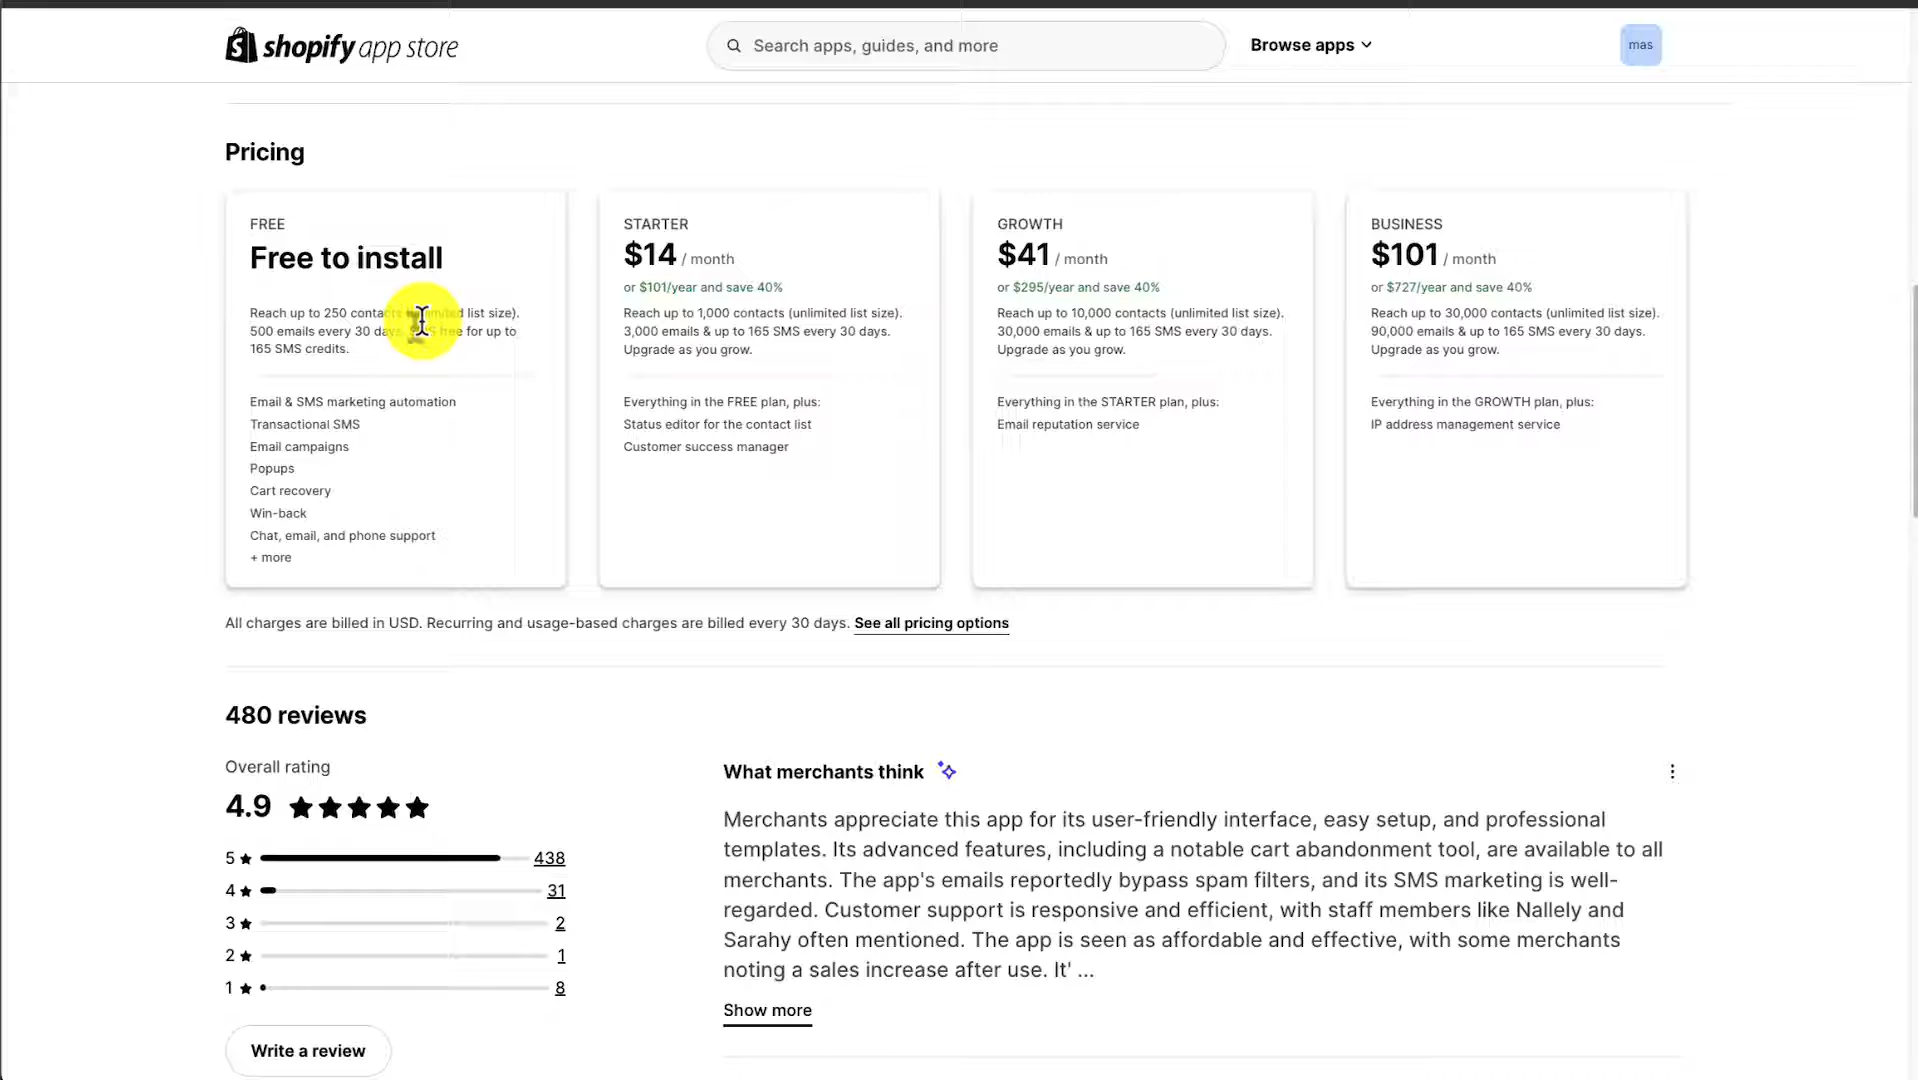 shopify app store
Search apps, guides, and more
Browse apps
mas
Pricing
FREE
Free to install
Reach up to 250 contacts list size).
500 emails every 30 days. free for up to
165 SMS credits.
Email & SMS marketing automation
Transactional SMS
Email campaigns
Popups
Cart recovery
Win-back
Chat, email, and phone support
+ more
STARTER
$14 / month
or $101/year and save 40%
Reach up to 1,000 contacts (unlimited list size).
3,000 emails & up to 165 SMS every 30 days.
Upgrade as you grow.
Everything in the FREE plan, plus:
Status editor for the contact list
Customer success manager
GROWTH
$41 / month
or $295/year and save 40%
Reach up to 10,000 contacts (unlimited list size).
30,000 emails & up to 165 SMS every 30 days.
Upgrade as you grow.
Everything in the STARTER plan, plus:
Email reputation service
BUSINESS
$101 / month
or $727/year and save 40%
Reach up to 30,000 contacts (unlimited list size).
90,000 emails & up to 165 SMS every 30 days.
Upgrade as you grow.
Everything in the GROWTH plan, plus:
IP address management service
All charges are billed in USD. Recurring and usage-based charges are billed every 30 days. See all pricing options
480 reviews
Overall rating
4.9
5 438
4 31
3 2
2 1
1 8
Write a review
What merchants think
Merchants appreciate this app for its user-friendly interface, easy setup, and professional
templates. Its advanced features, including a notable cart abandonment tool, are available to all
merchants. The app's emails reportedly bypass spam filters, and its SMS marketing is well-
regarded. Customer support is responsive and efficient, with staff members like Nallely and
Sarahy often mentioned. The app is seen as affordable and effective, with some merchants
noting a sales increase after use. It' ...
Show more